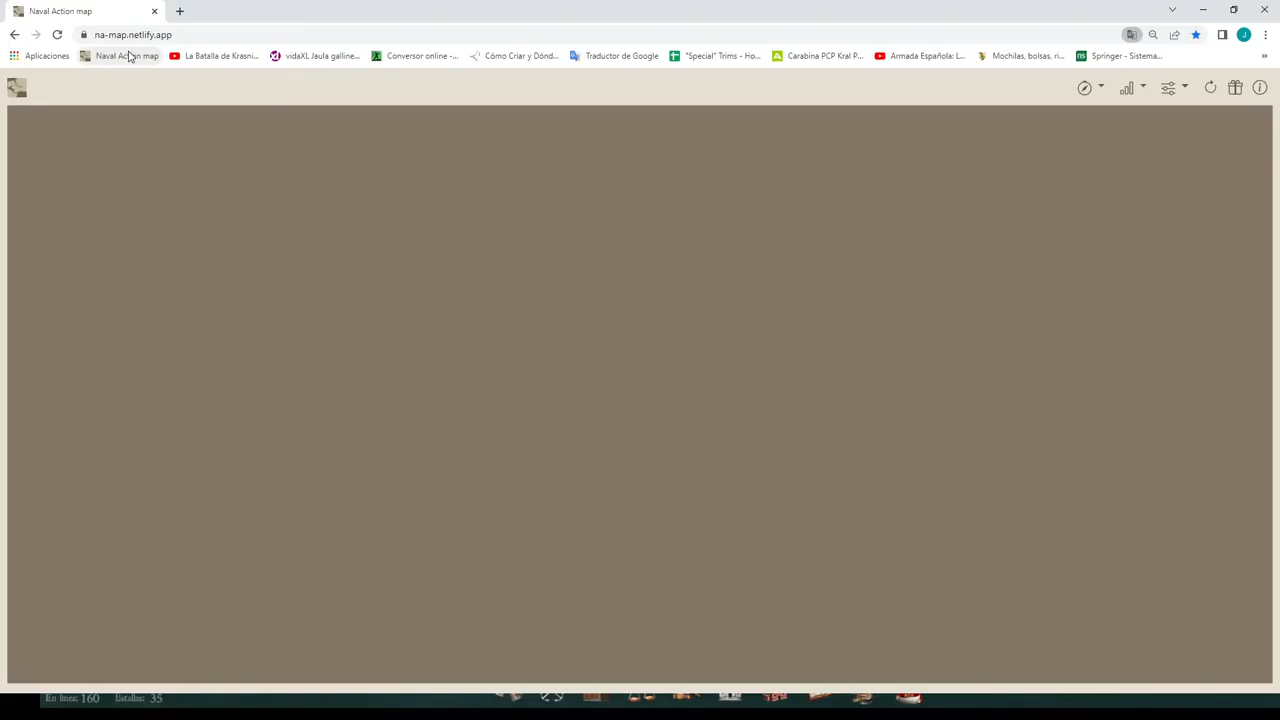 Naval Action map
na-map.netlify.app
Aplicaciones
Naval Action map
La Batalla de Krasni...
vidaXL Jaula galline...
Conversor online -...
Cómo Criar y Dónd...
Traductor de Google
"Special" Trims - Ho...
Carabina PCP Kral P...
Armada Española: L...
Mochilas, bolsas, ri...
Springer - Sistema...
En línea: 160
Batallas: 35